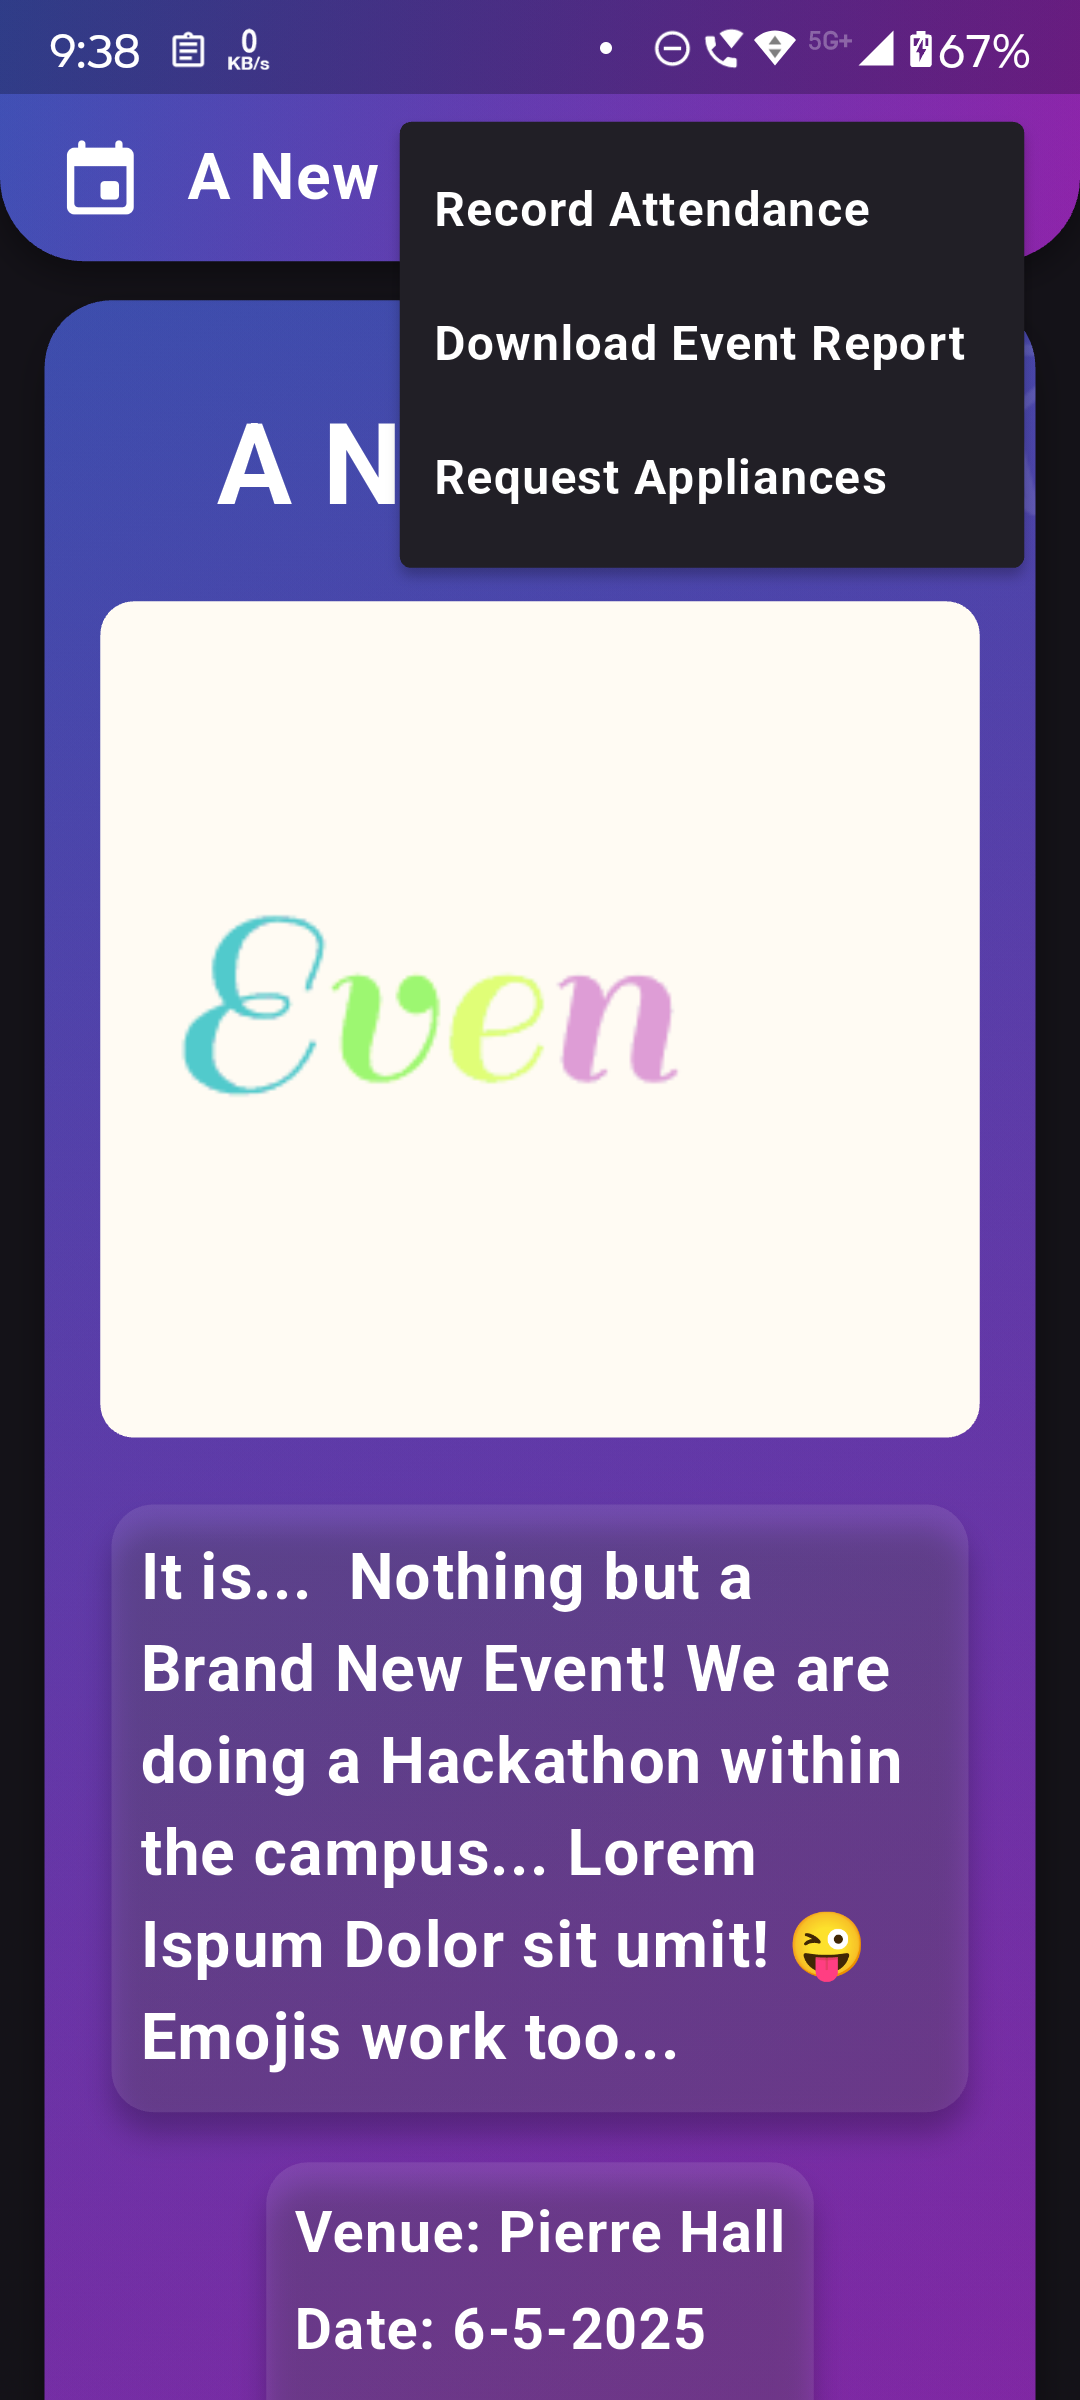 9:38
0
KB/s
5G+
67%
A New
Record Attendance
Download Event Report
Request Appliances
A N
Even
It is...  Nothing but a
Brand New Event! We are
doing a Hackathon within
the campus... Lorem
Ispum Dolor sit umit! 😜
Emojis work too...
Venue: Pierre Hall
Date: 6-5-2025